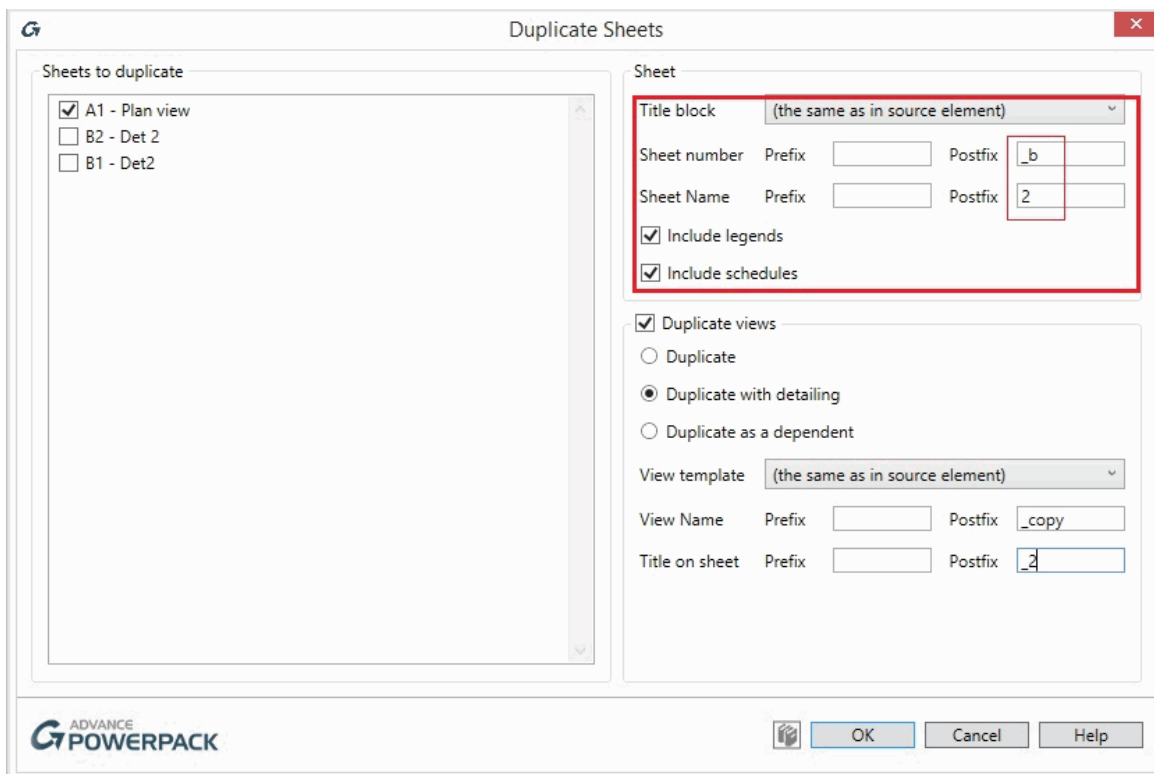 Duplicate Sheets
Sheets to duplicate
A1 - Plan view
B2 - Det 2
B1 - Det2
Sheet
Title block (the same as in source element)
Sheet number Prefix Postfix _b
Sheet Name Prefix Postfix 2
Include legends
Include schedules
Duplicate views
Duplicate
Duplicate with detailing
Duplicate as a dependent
View template (the same as in source element)
View Name Prefix Postfix _copy
Title on sheet Prefix Postfix _2
ADVANCE
POWERPACK
OK Cancel Help